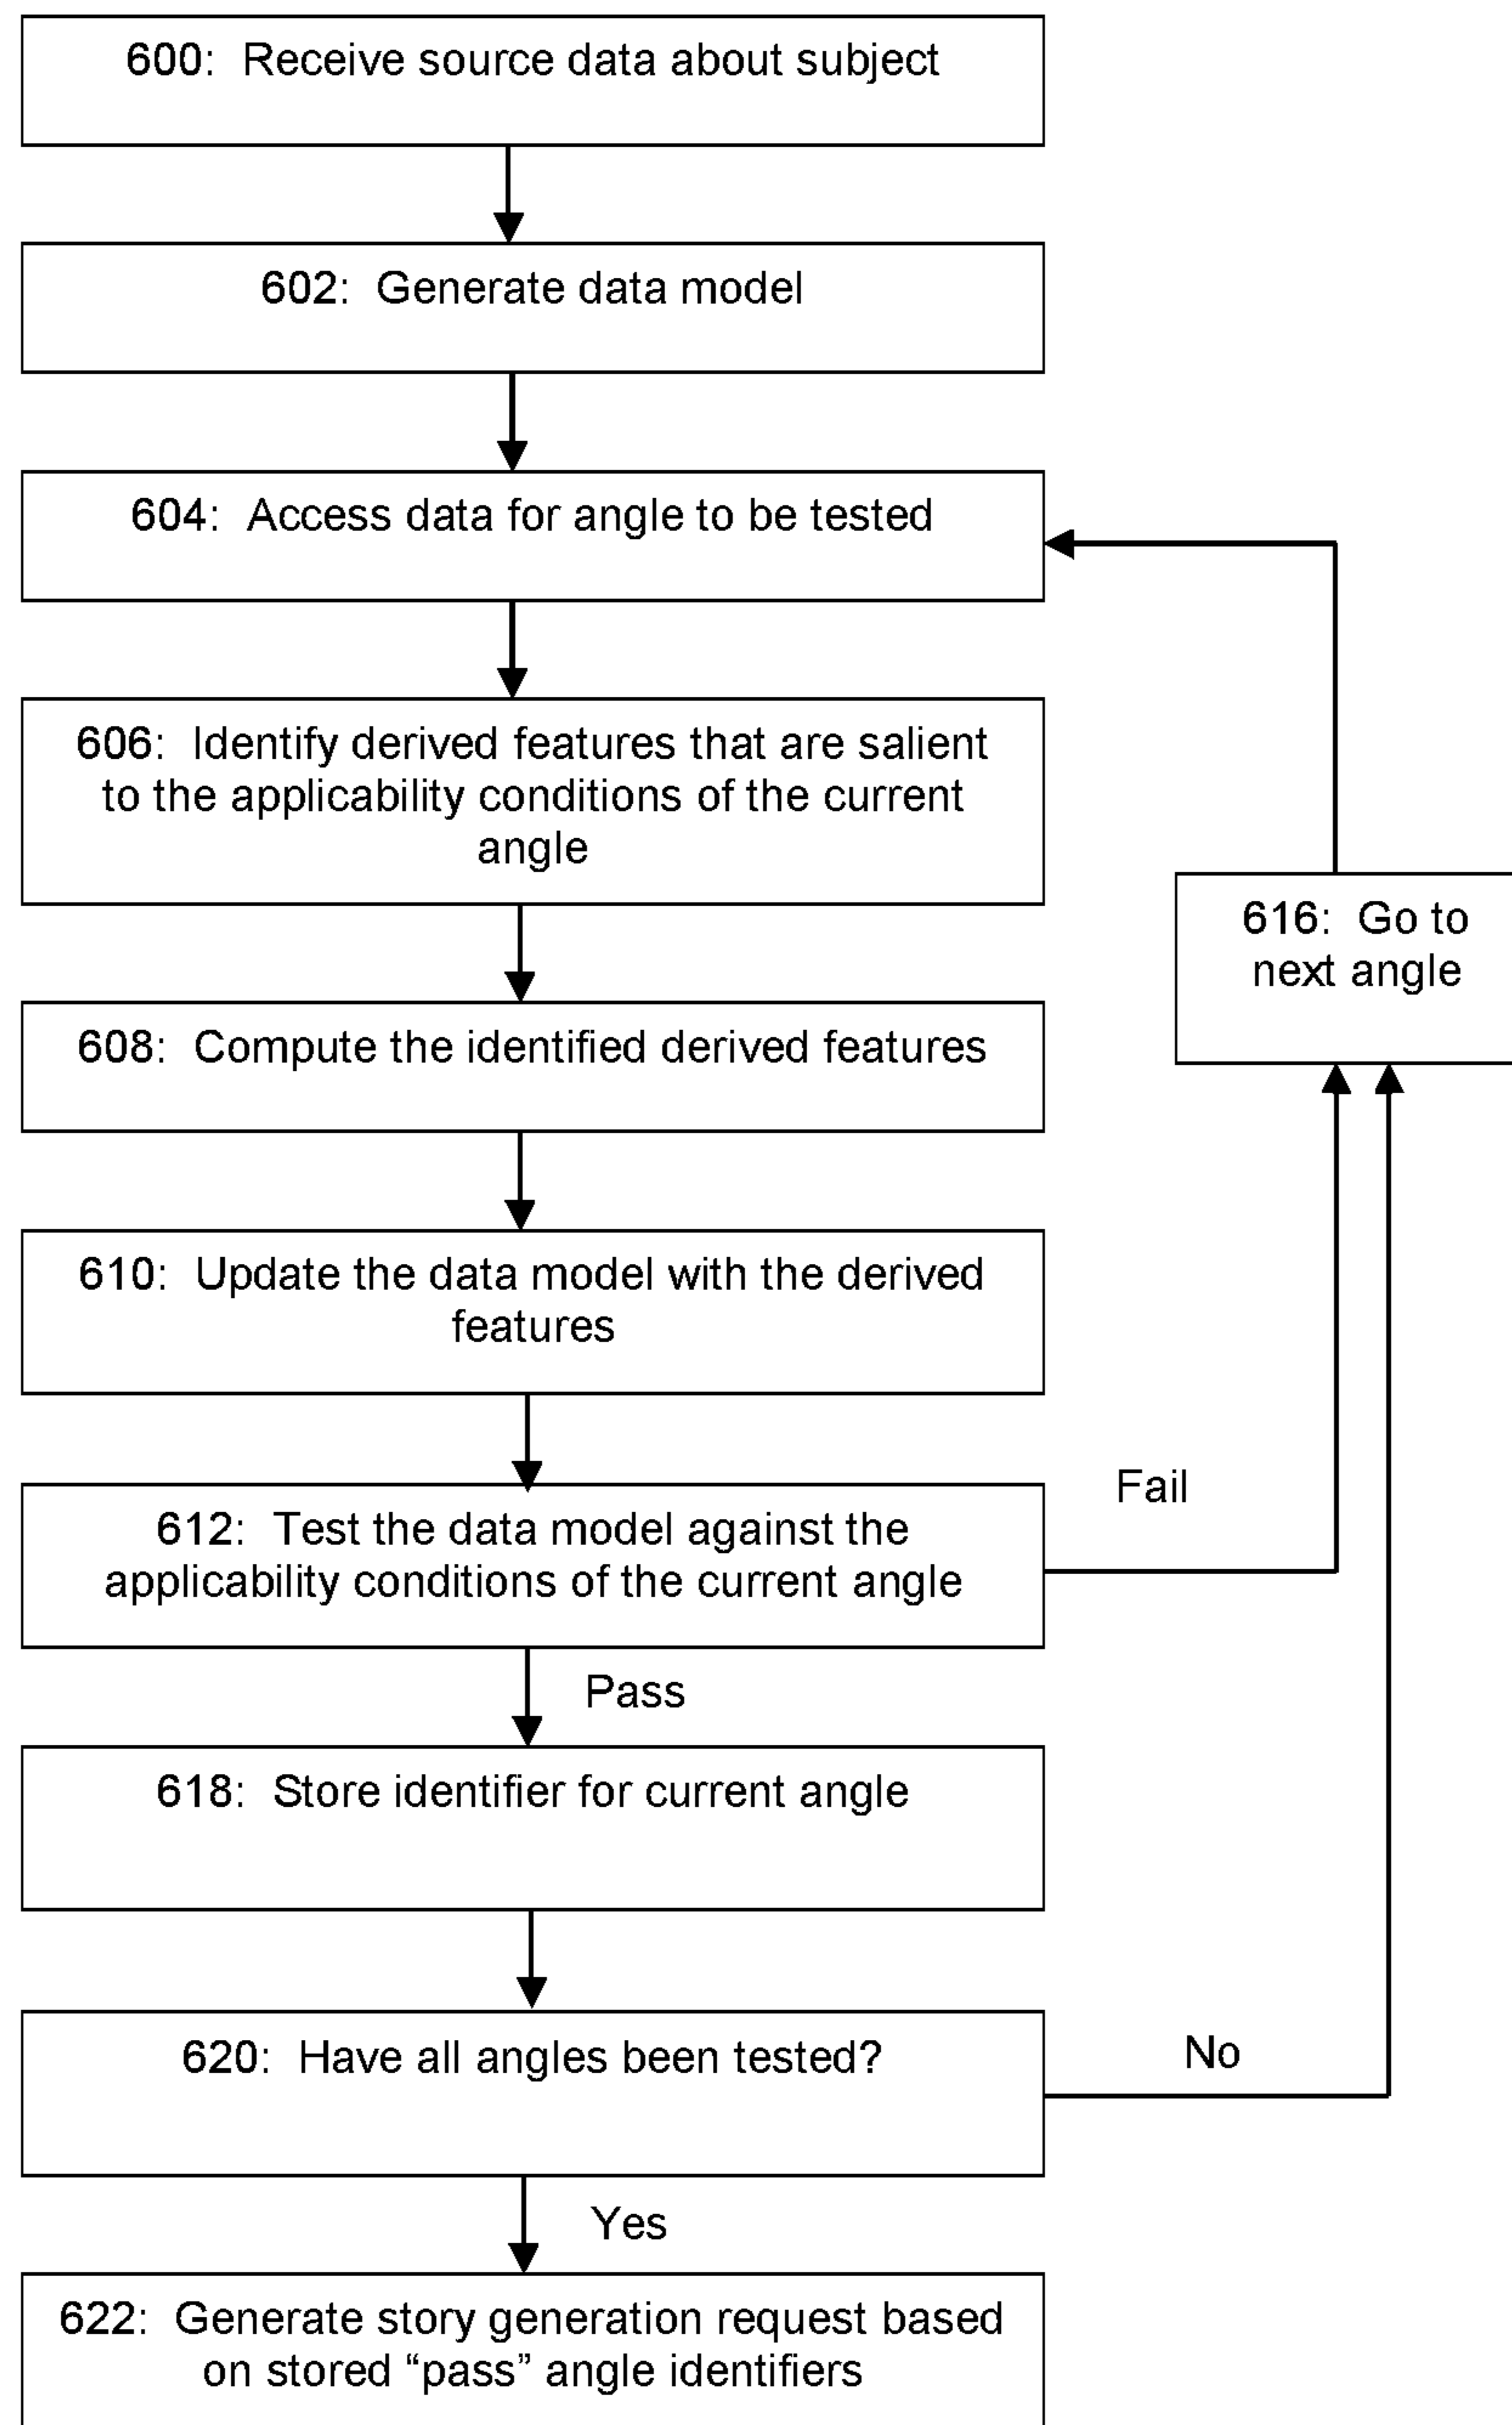 600: Receive source data about subject
602: Generate data model
604: Access data for angle to be tested
606: Identify derived features that are salient
to the applicability conditions of the current
angle
616: Go to
next angle
608: Compute the identified derived features
610: Update the data model with the derived
features
612: Test the data model against the
applicability conditions of the current angle
Fail
Pass
618: Store identifier for current angle
620: Have all angles been tested?
No
Yes
622: Generate story generation request based
on stored “pass” angle identifiers